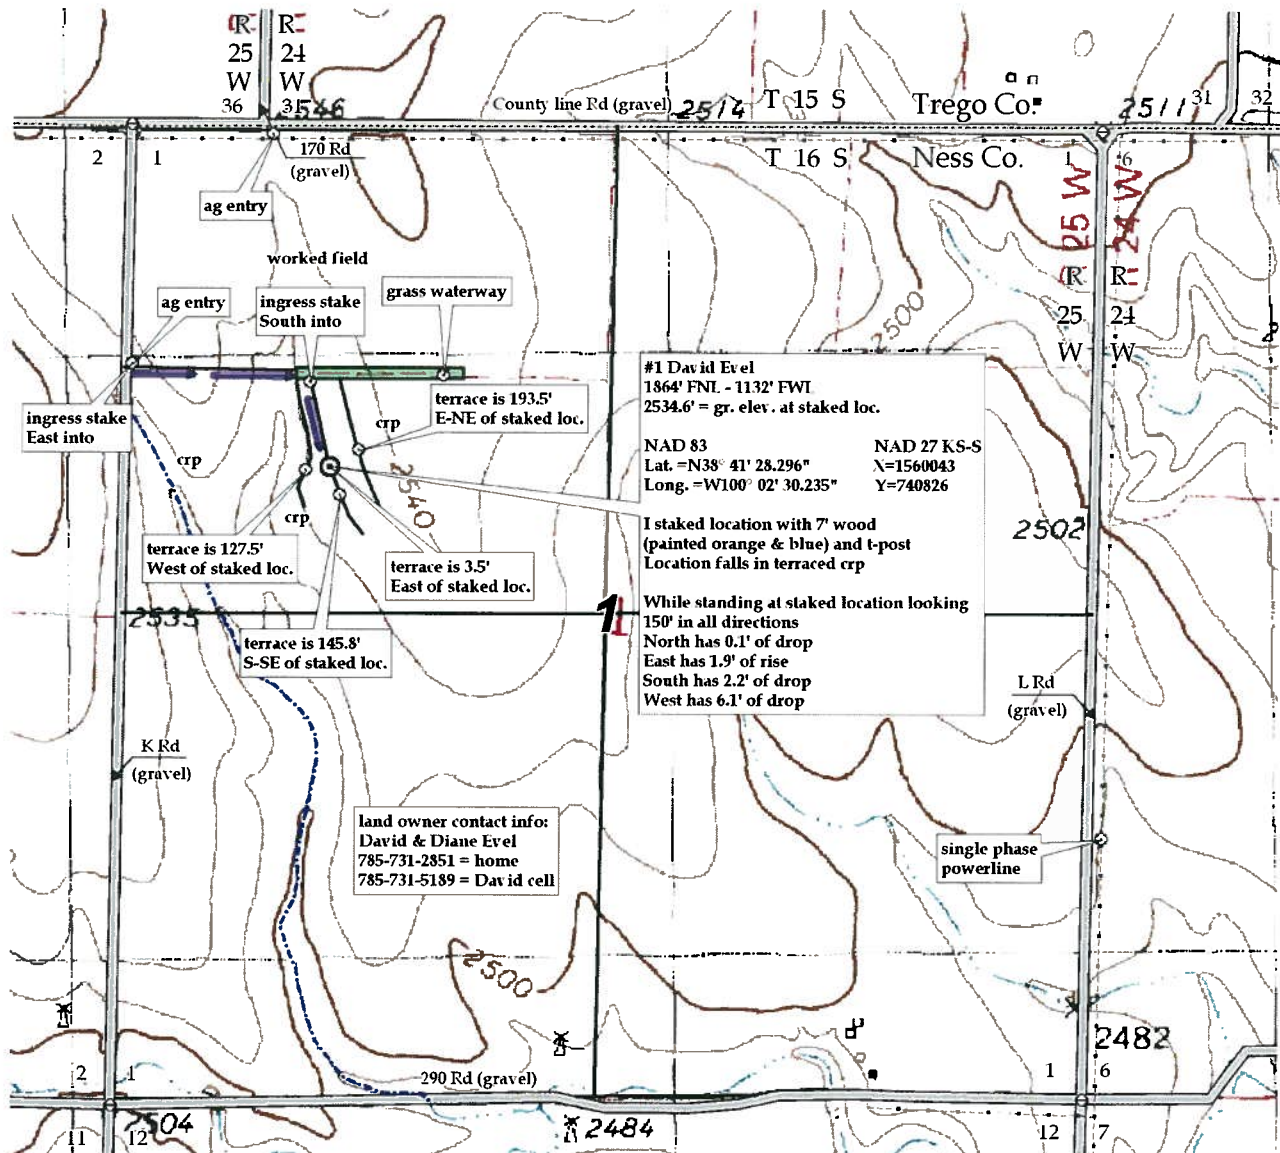 R R
25 24
W W
36 31
2546
County line Rd (gravel)
2514
T 15 S
Trego Co.
2511
31
32
2
1
170 Rd
(gravel)
T 16 S
Ness Co.
1
6
ag entry
25 W
24 W
worked field
R R
25 24
W W
ag entry
ingress stake
South into
grass waterway
2500
2
#1 David Evel
1864' FNL - 1132' FWL
2534.6' = gr. elev. at staked loc.
NAD 83
NAD 27 KS-S
Lat. =N38° 41' 28.296"
X=1560043
Long. =W100° 02' 30.235"
Y=740826
I staked location with 7' wood
(painted orange & blue) and t-post
Location falls in terraced crp
While standing at staked location looking
150' in all directions
North has 0.1' of drop
East has 1.9' of rise
South has 2.2' of drop
West has 6.1' of drop
ingress stake
East into
terrace is 193.5'
E-NE of staked loc.
crp
crp
crp
2540
2502
terrace is 127.5'
West of staked loc.
terrace is 3.5'
East of staked loc.
2535
1
1
terrace is 145.8'
S-SE of staked loc.
L Rd
(gravel)
K Rd
(gravel)
land owner contact info:
David & Diane Evel
785-731-2851 = home
785-731-5189 = David cell
single phase
powerline
2500
2482
2
1
290 Rd (gravel)
1
6
2504
11
12
2484
12
7